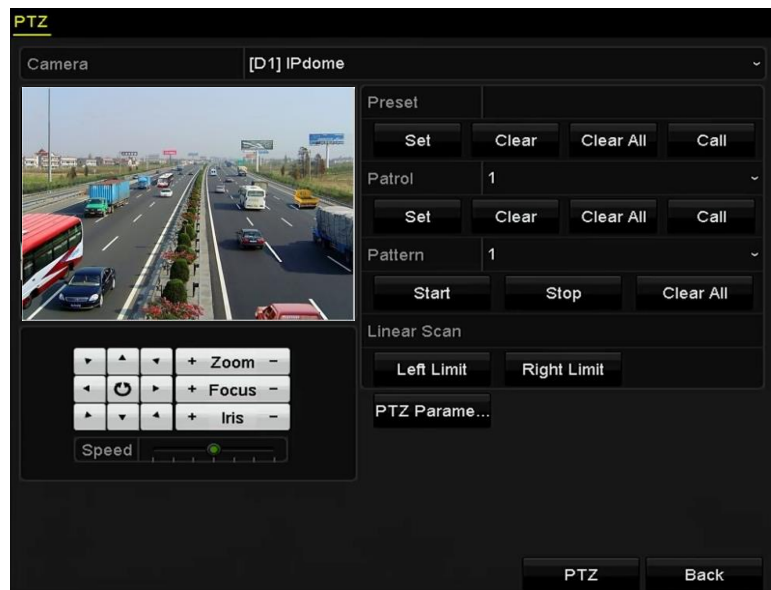 PTZ
Camera [D1] IPdome
Preset
Set Clear Clear All Call
Patrol 1
Set Clear Clear All Call
Pattern 1
Start Stop Clear All
Linear Scan
Left Limit Right Limit
PTZ Parame...
+ Zoom -
+ Focus -
+ Iris -
Speed
PTZ Back